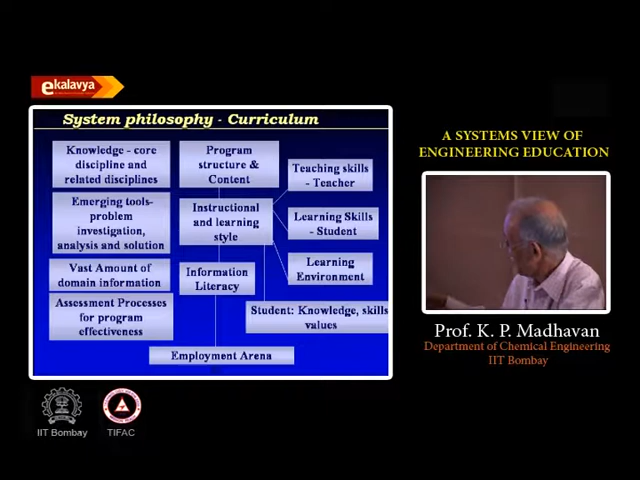 ekalavya
System philosophy - Curriculum
Knowledge - core
discipline and
related disciplines
Program
structure &
Content
Teaching skills
- Teacher
Emerging tools-
problem
investigation,
analysis and solution
Instructional
and learning
style
Learning Skills
- Student
Vast Amount of
domain information
Information
Literacy
Learning
Environment
Assessment Processes
for program
effectiveness
Student: Knowledge, skills
values
Employment Arena
A SYSTEMS VIEW OF
ENGINEERING EDUCATION
Prof. K. P. Madhavan
Department of Chemical Engineering
IIT Bombay
IIT Bombay
TIFAC